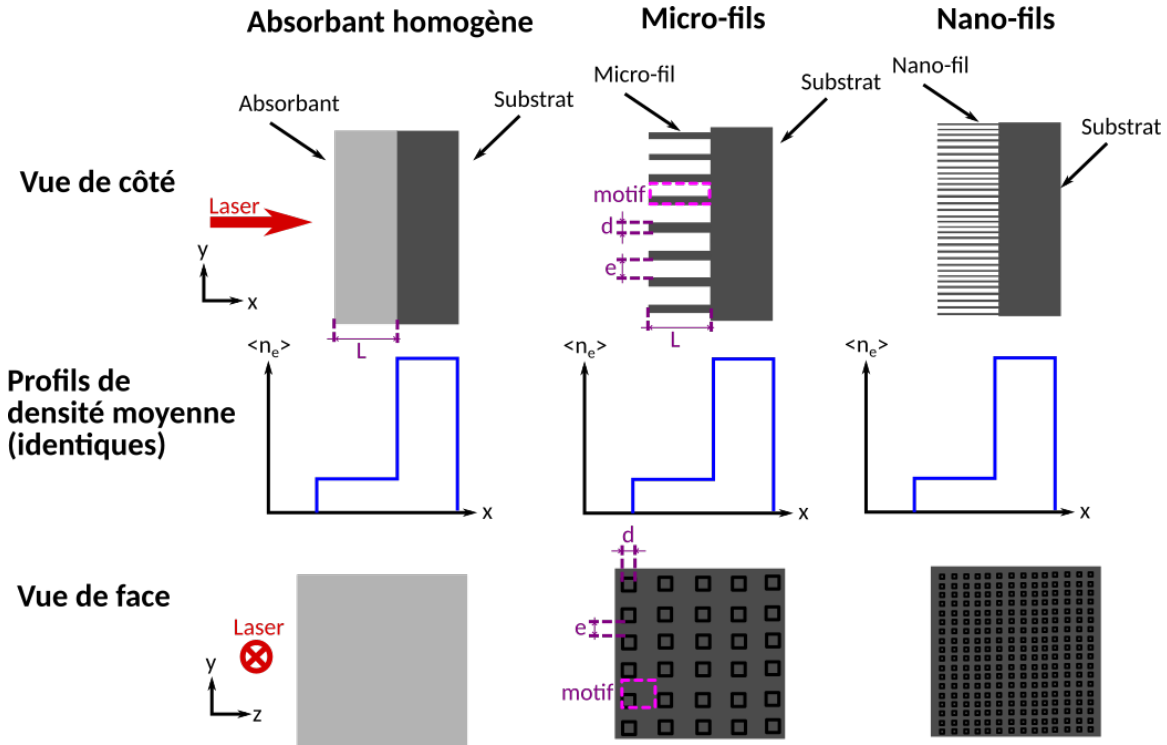 Absorbant homogène
Micro-fils
Nano-fils
Absorbant
Substrat
Micro-fil
Substrat
Nano-fil
Substrat
Vue de côté
Laser
y
x
L
motif
d
e
L
Profils de
densité moyenne
(identiques)
<nₑ>
x
<nₑ>
x
<nₑ>
x
Vue de face
Laser
y
z
d
e
motif